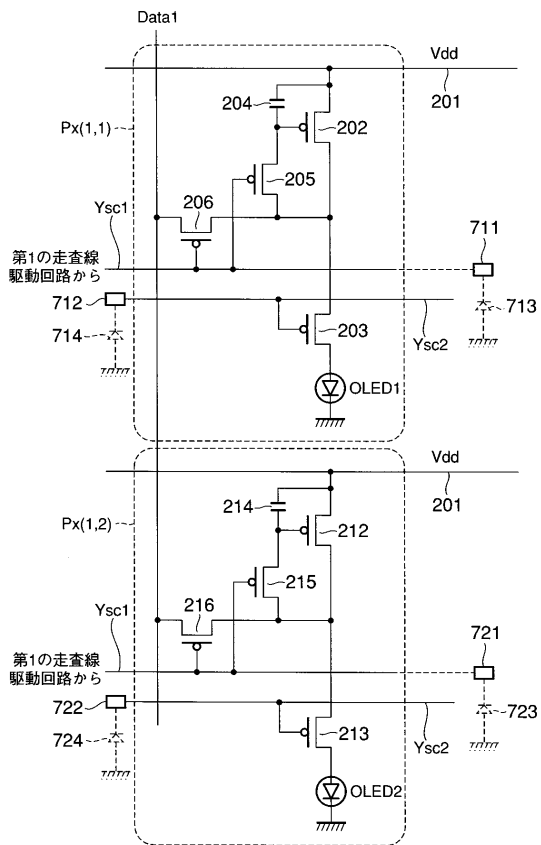 Data1
Vdd
201
204
202
Px(1,1)
205
Ysc1
206
711
第1の走査線
駆動回路から
712
713
203
714
Ysc2
OLED1
Vdd
201
214
212
Px(1,2)
215
Ysc1
216
721
第1の走査線
駆動回路から
722
723
213
724
Ysc2
OLED2